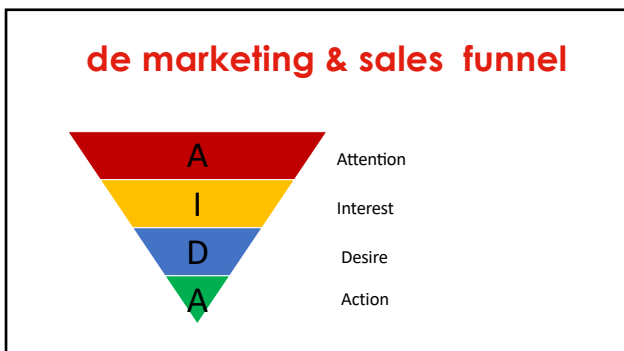 de marketing & sales funnel
A Attention
I Interest
D Desire
A Action